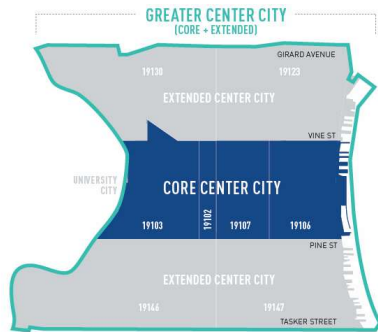 GREATER CENTER CITY
(CORE + EXTENDED)
GIRARD AVENUE
19130 19123
EXTENDED CENTER CITY
VINE ST
UNIVERSITY
CITY
CORE CENTER CITY
19103 19102 19107 19106
PINE ST
EXTENDED CENTER CITY
19146 19147
TASKER STREET